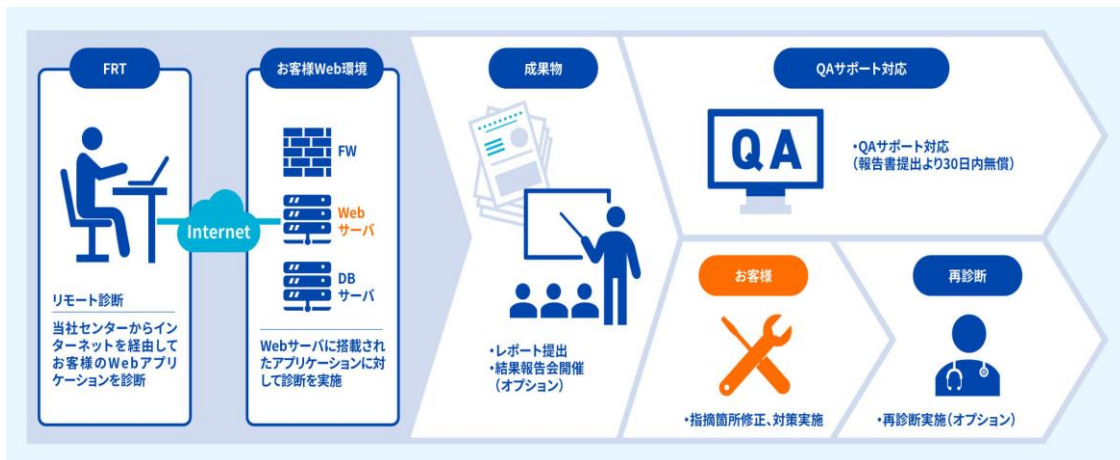 FRT
リモート診断
当社センターからイン
ターネットを経由して
お客様のWebアプリ
ケーションを診断
Internet
お客様Web環境
FW
Web
サーバ
DB
サーバ
Webサーバに搭載され
たアプリケーションに対
して診断を実施
成果物
・レポート提出
・結果報告会開催
（オプション）
QAサポート対応
QA
・QAサポート対応
（報告書提出より30日内無償）
お客様
・指摘箇所修正、対策実施
再診断
・再診断実施（オプション）